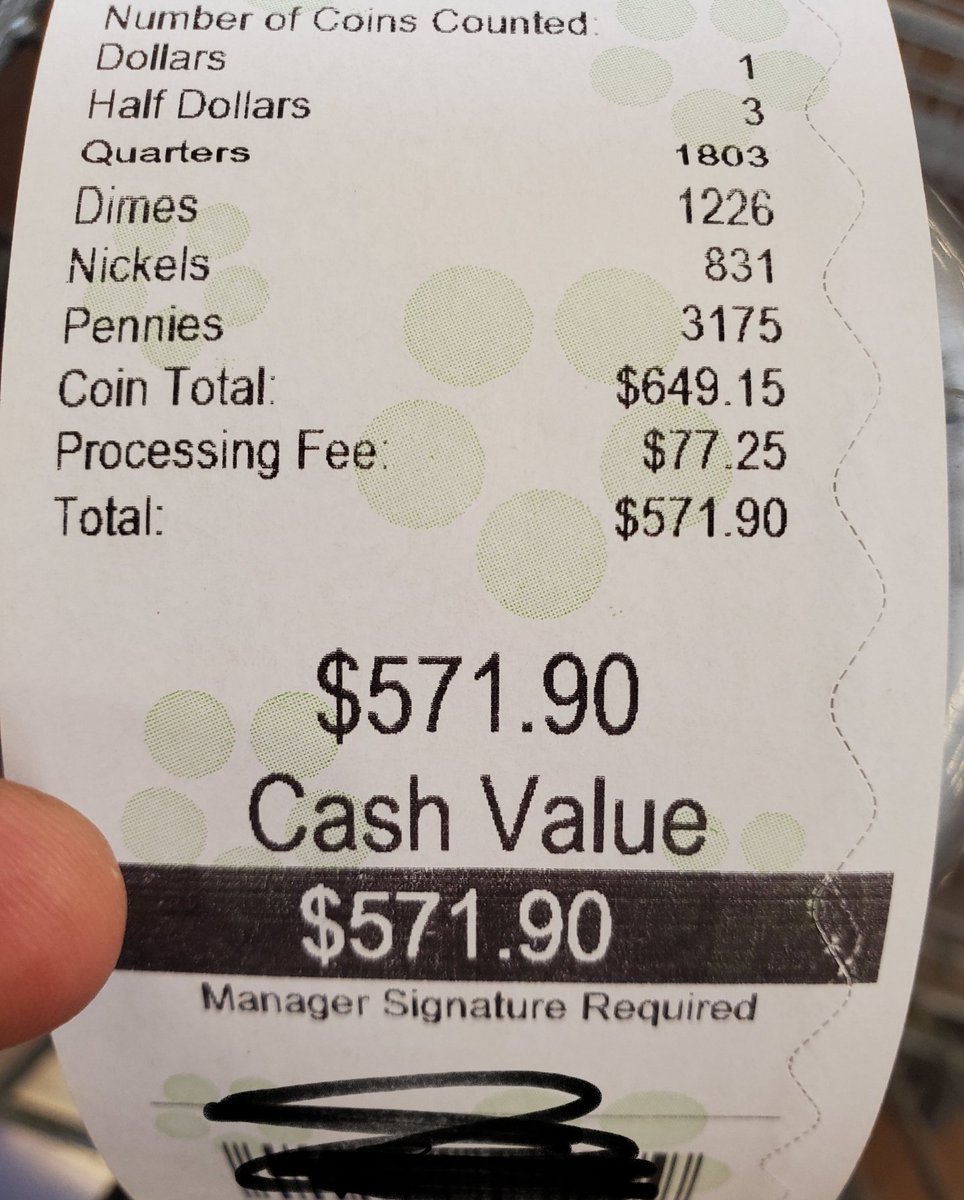 Number of Coins Counted:
Dollars 1
Half Dollars 3
Quarters 1803
Dimes 1226
Nickels 831
Pennies 3175
Coin Total: $649.15
Processing Fee: $77.25
Total: $571.90
$571.90
Cash Value
$571.90
Manager Signature Required